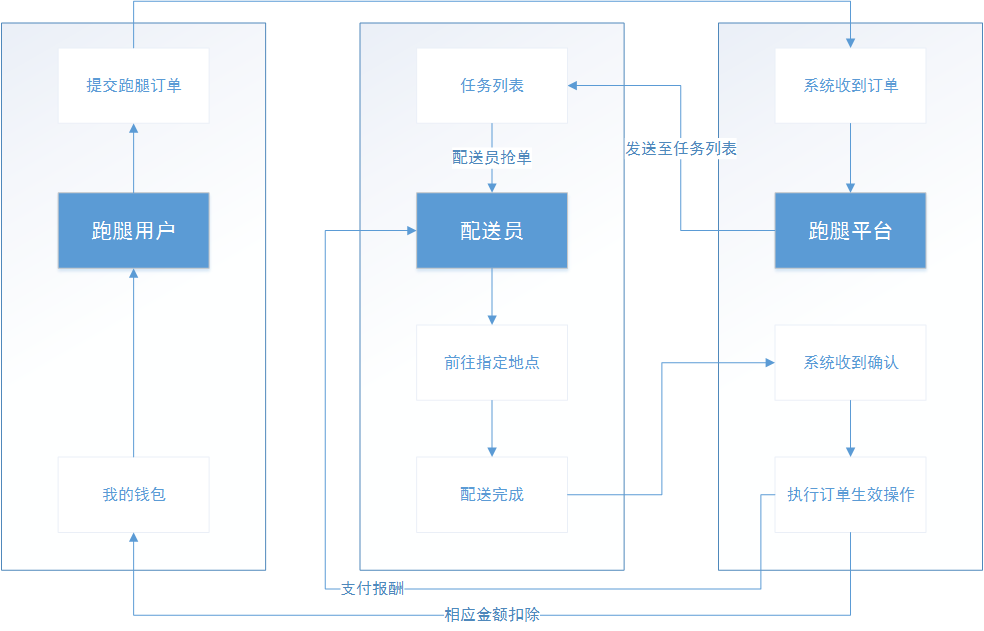 提交跑腿订单
任务列表
系统收到订单
配送员抢单
发送至任务列表
跑腿用户
配送员
跑腿平台
前往指定地点
系统收到确认
我的钱包
配送完成
执行订单生效操作
支付报酬
相应金额扣除